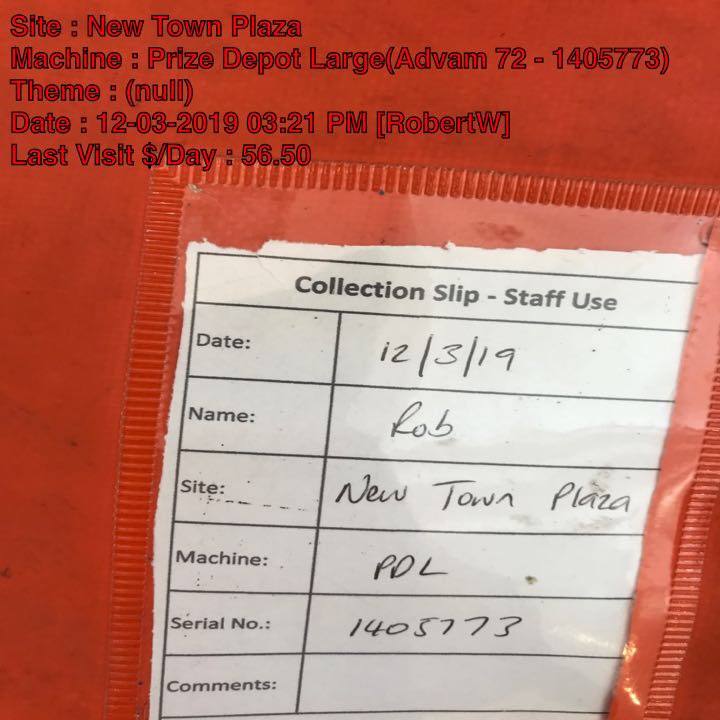 Site : New Town Plaza
Machine : Prize Depot Large(Advam 72 - 1405773)
Theme : (null)
Date : 12-03-2019 03:21 PM [RobertW]
Last Visit $/Day : 56.50
Collection Slip - Staff Use
Date: 12/3/19
Name: Rob
Site: New Town Plaza
Machine: PDL
Serial No.: 1405773
Comments: